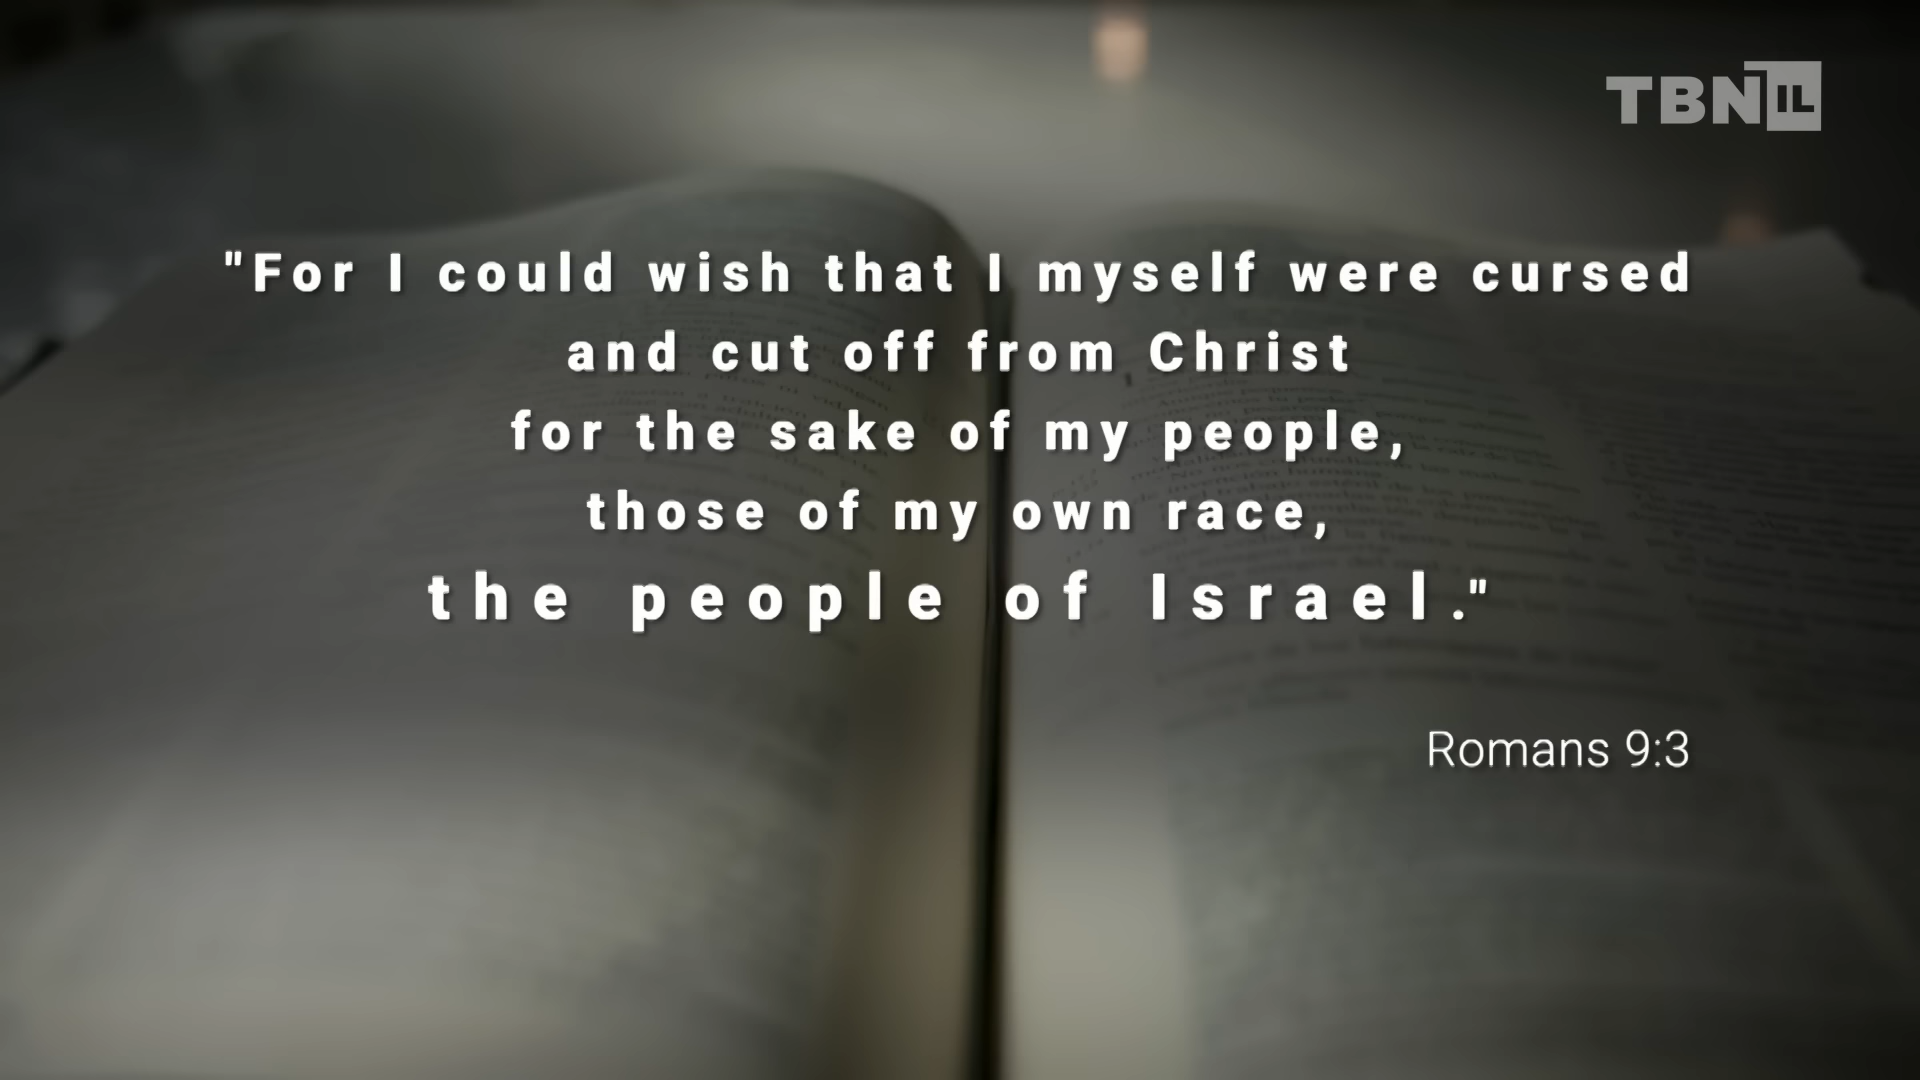 TBN IL
"For I could wish that I myself were cursed
and cut off from Christ
for the sake of my people,
those of my own race,
the people of Israel."
Romans 9:3